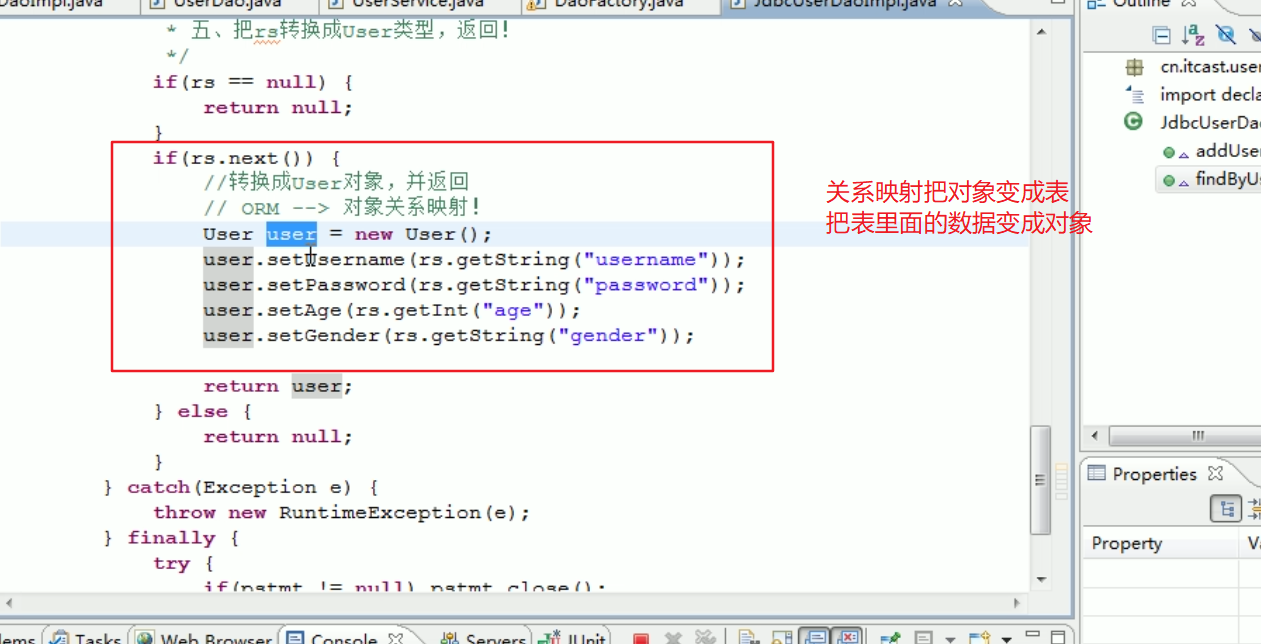 DaoImpl.java
UserDao.java
UserService.java
DaoFactory.java
JdbcUserDaoImpl.java
Outline
* 五、把rs转换成User类型，返回！
*/
if(rs == null) {
return null;
}
if(rs.next()) {
//转换成User对象，并返回
// ORM --> 对象关系映射！
User user = new User();
user.setUsername(rs.getString("username"));
user.setPassword(rs.getString("password"));
user.setAge(rs.getInt("age"));
user.setGender(rs.getString("gender"));
return user;
} else {
return null;
}
} catch(Exception e) {
throw new RuntimeException(e);
} finally {
try {
if(pstmt != null) pstmt.close();
关系映射把对象变成表
把表里面的数据变成对象
cn.itcast.user
import decla
JdbcUserDao
addUser
findByUs
Properties
Property
Va
Tasks
Web Browser
Console
Servers
JUnit